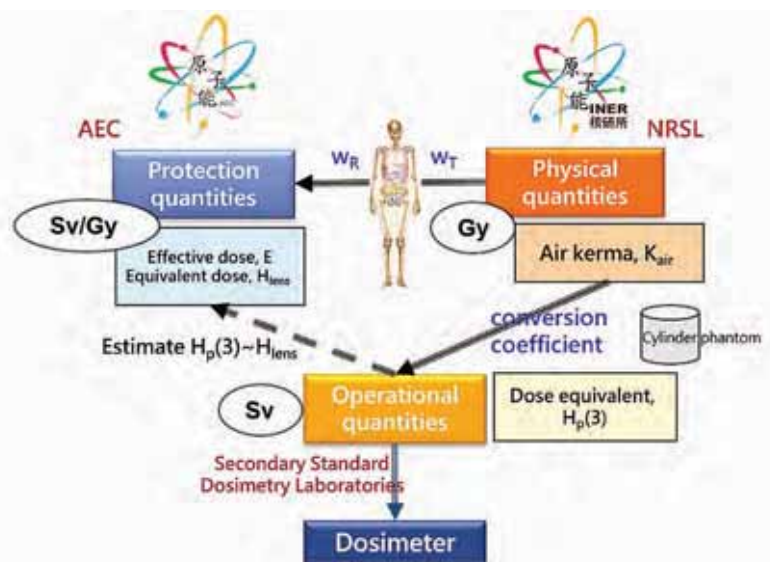 原子能
AEC
原子能
INER
核研所
AEC
NRSL
Protection
quantities
wR
wT
Physical
quantities
Sv/Gy
Gy
Effective dose, E
Equivalent dose, Hlens
Air kerma, Kair
conversion
coefficient
Cylinder phantom
Estimate Hp(3)~Hlens
Sv
Operational
quantities
Dose equivalent,
Hp(3)
Secondary Standard
Dosimetry Laboratories
Dosimeter